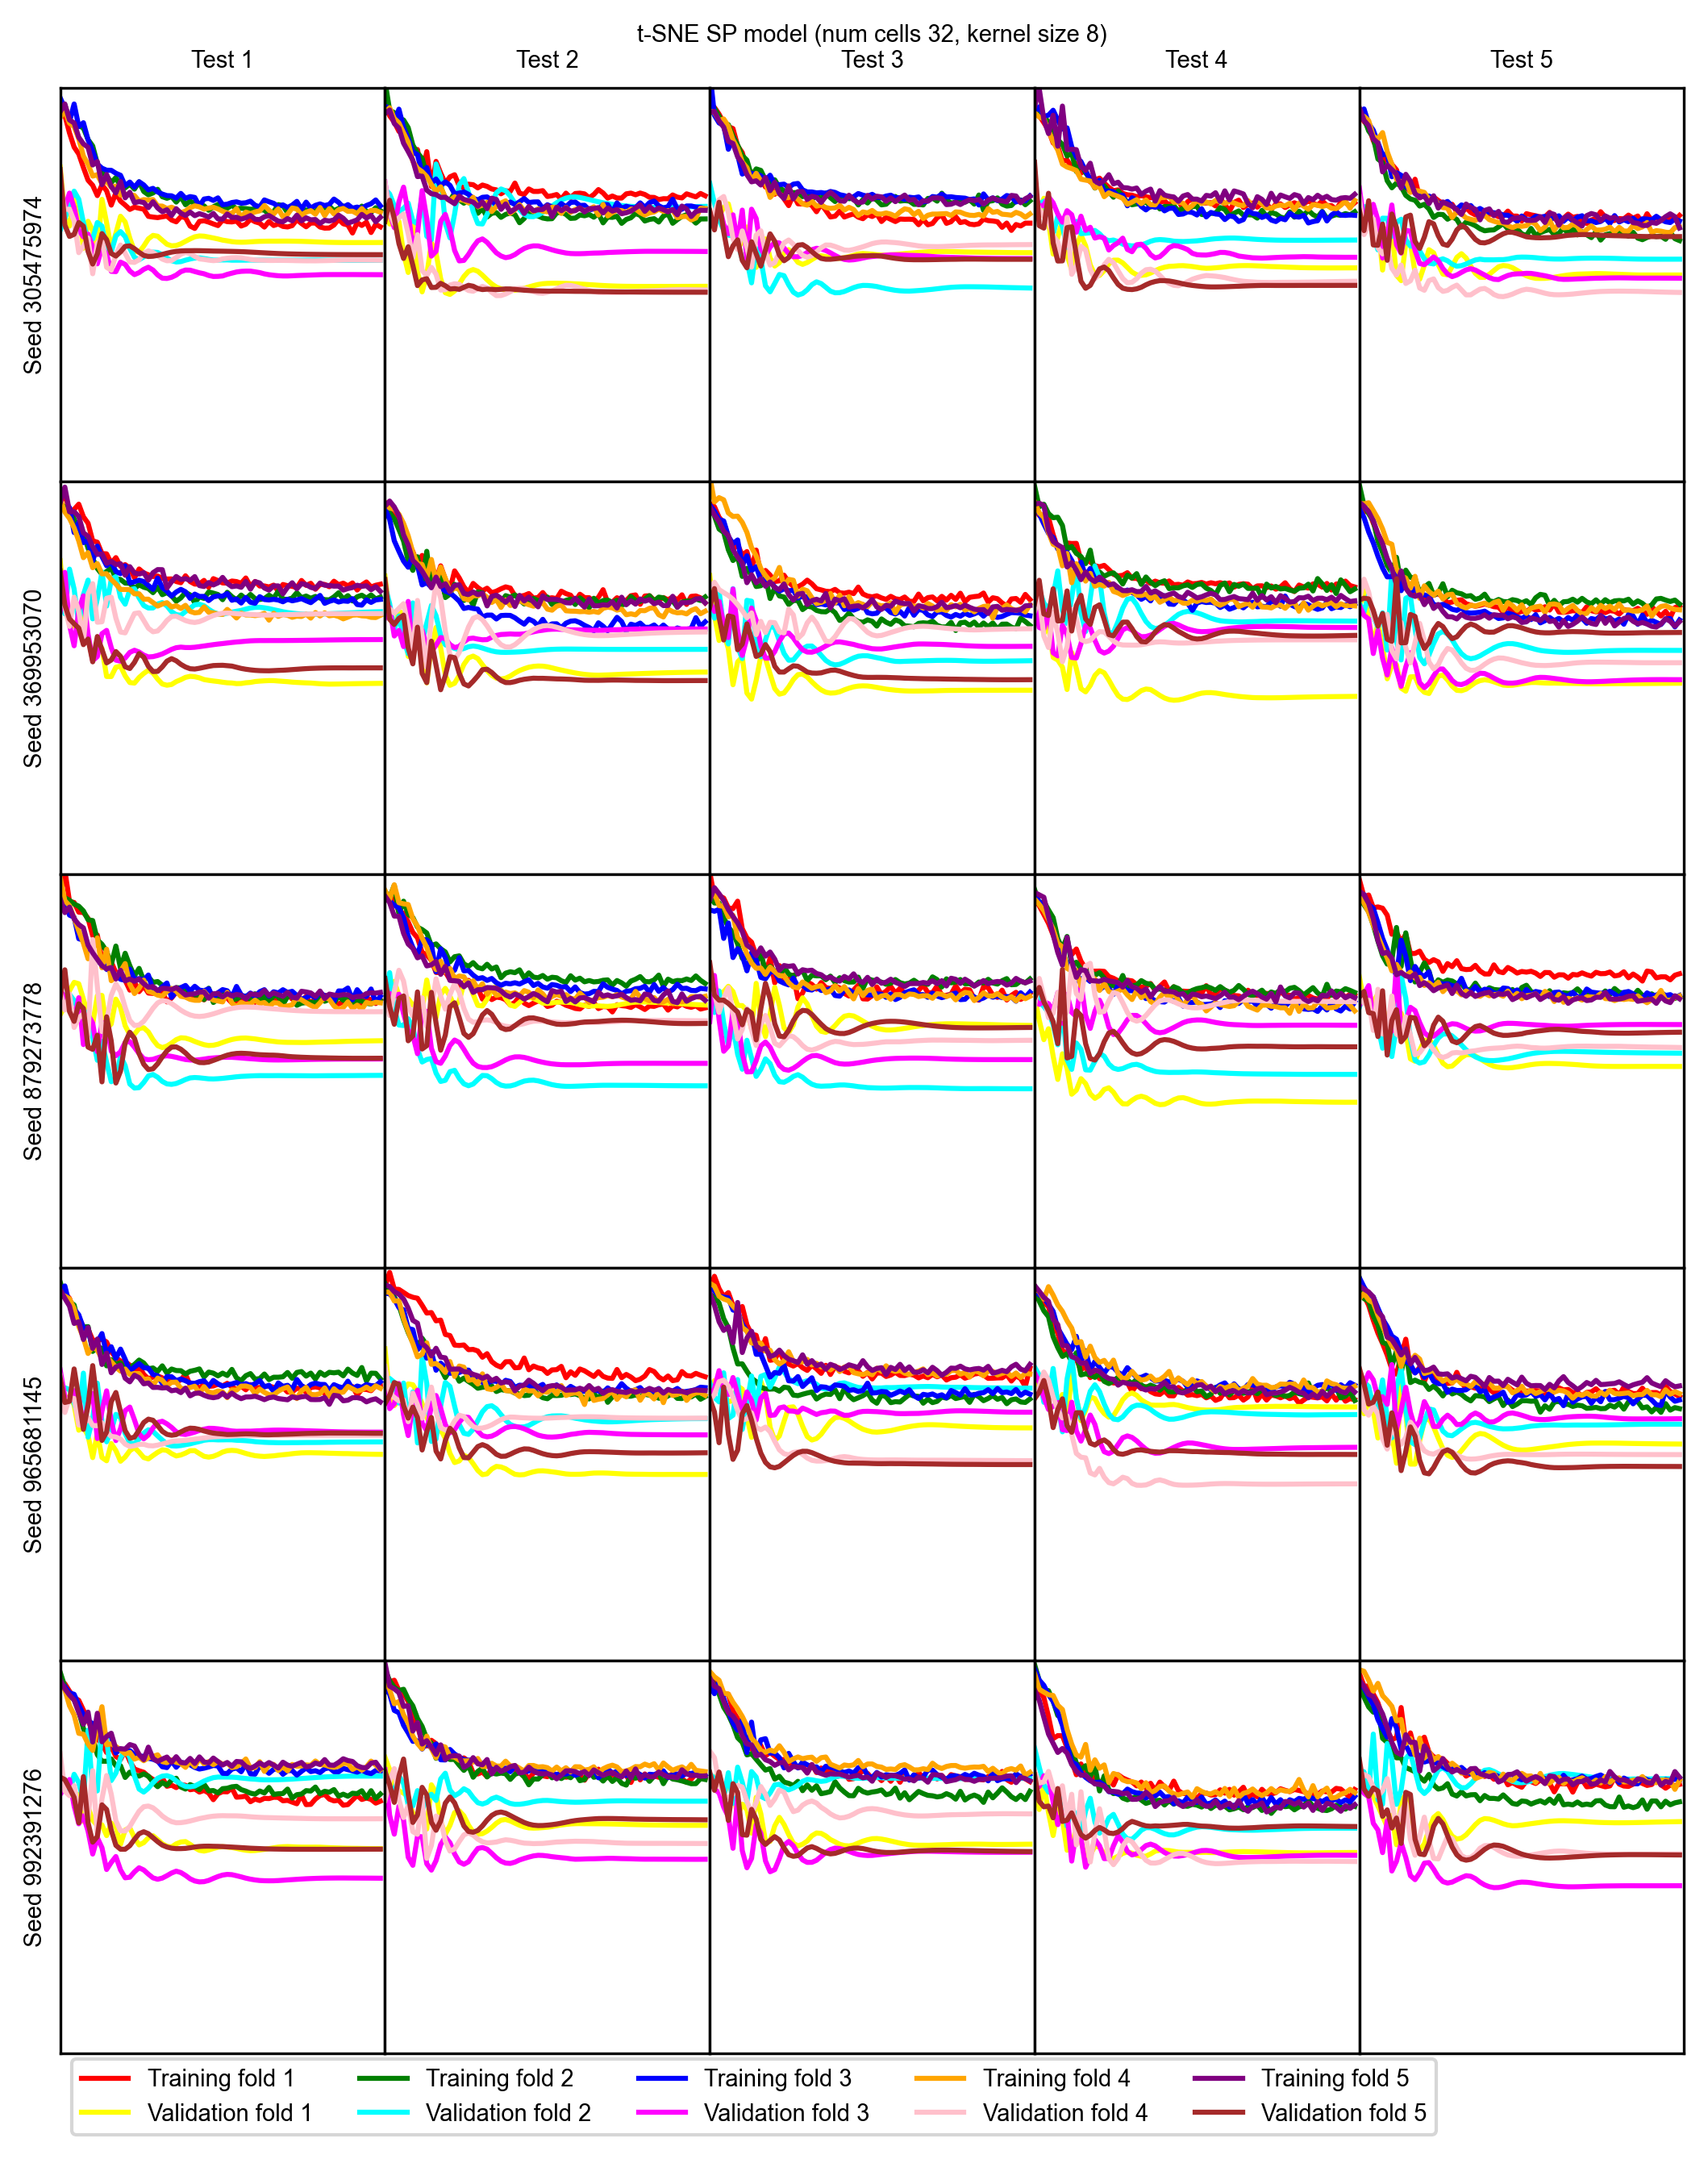 t-SNE SP model (num cells 32, kernel size 8)
Test 1 Test 2 Test 3 Test 4 Test 5
Seed 305475974
Seed 369953070
Seed 879273778
Seed 965681145
Seed 992391276
Training fold 1 Training fold 2 Training fold 3 Training fold 4 Training fold 5
Validation fold 1 Validation fold 2 Validation fold 3 Validation fold 4 Validation fold 5